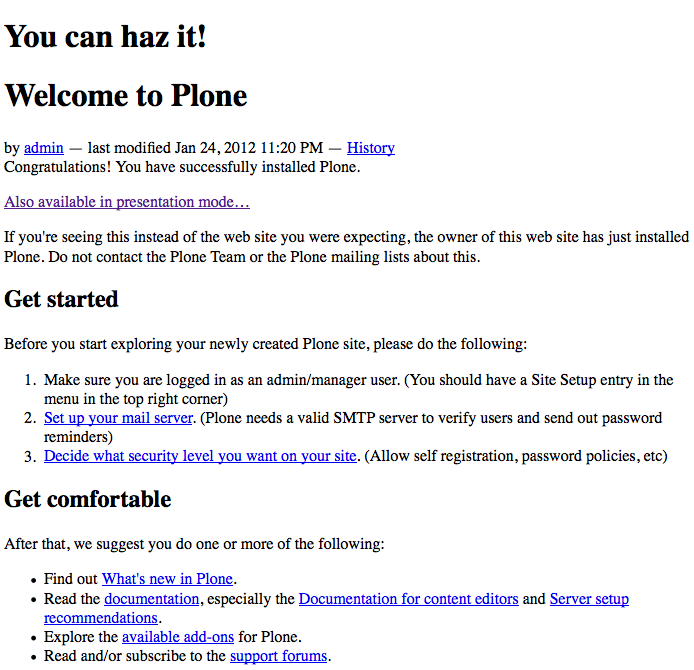 You can haz it!
Welcome to Plone
by admin — last modified Jan 24, 2012 11:20 PM — History
Congratulations! You have successfully installed Plone.
Also available in presentation mode…
If you're seeing this instead of the web site you were expecting, the owner of this web site has just installed
Plone. Do not contact the Plone Team or the Plone mailing lists about this.
Get started
Before you start exploring your newly created Plone site, please do the following:
1. Make sure you are logged in as an admin/manager user. (You should have a Site Setup entry in the
menu in the top right corner)
2. Set up your mail server. (Plone needs a valid SMTP server to verify users and send out password
reminders)
3. Decide what security level you want on your site. (Allow self registration, password policies, etc)
Get comfortable
After that, we suggest you do one or more of the following:
• Find out What's new in Plone.
• Read the documentation, especially the Documentation for content editors and Server setup
recommendations.
• Explore the available add-ons for Plone.
• Read and/or subscribe to the support forums.